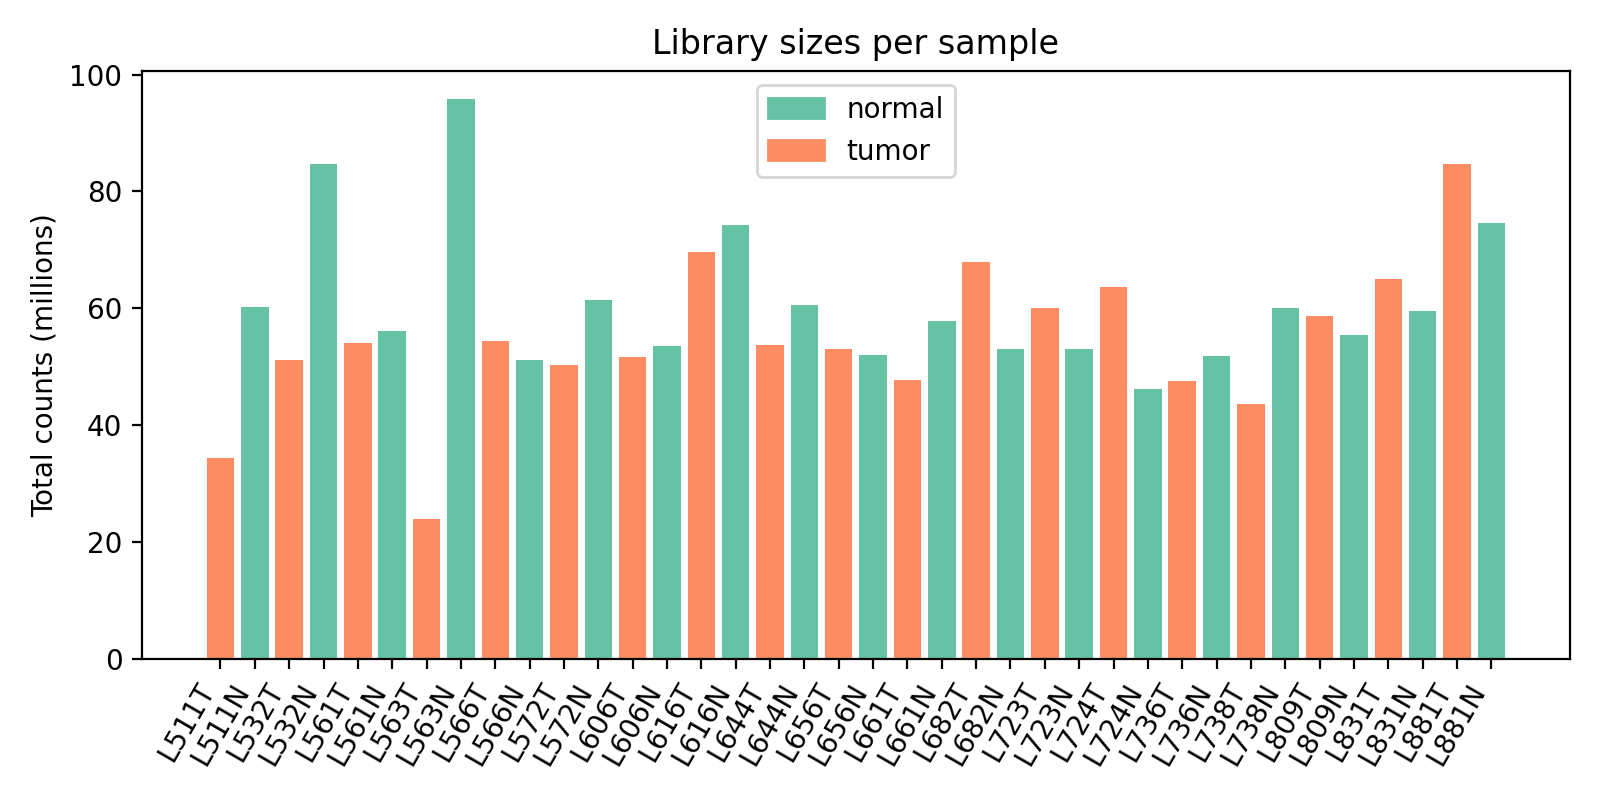 Library sizes per sample
normal
tumor
Total counts (millions)
100
80
60
40
20
0
L511T
L511N
L532T
L532N
L561T
L561N
L563T
L563N
L566T
L566N
L572T
L572N
L606T
L606N
L616T
L616N
L644T
L644N
L656T
L656N
L661T
L661N
L682T
L682N
L723T
L723N
L724T
L724N
L736T
L736N
L738T
L738N
L809T
L809N
L831T
L831N
L881T
L881N